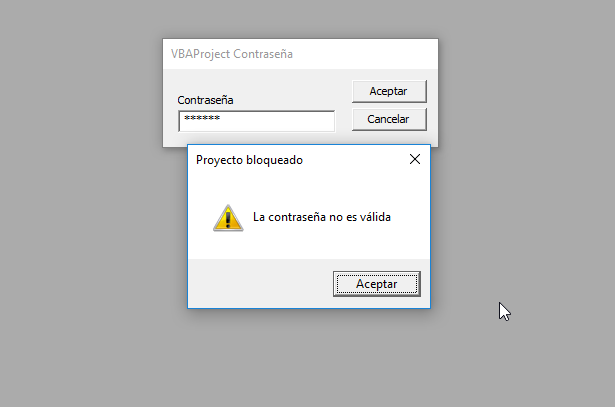 VBAProject Contraseña
Aceptar
Contraseña
******
Cancelar
Proyecto bloqueado
La contraseña no es válida
Aceptar